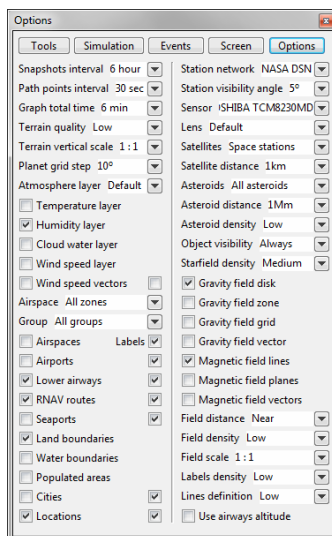 Options
Tools Simulation Events Screen Options
Snapshots interval 6 hour
Path points interval 30 sec
Graph total time 6 min
Terrain quality Low
Terrain vertical scale 1:1
Planet grid step 10º
Atmosphere layer Default
Temperature layer
Humidity layer
Cloud water layer
Wind speed layer
Wind speed vectors
Airspace All zones
Group All groups
Airspaces Labels
Airports
Lower airways
RNAV routes
Seaports
Land boundaries
Water boundaries
Populated areas
Cities
Locations
Station network NASA DSN
Station visibility angle 5º
Sensor OSHIBA TCM8230MD
Lens Default
Satellites Space stations
Satellite distance 1km
Asteroids All asteroids
Asteroid distance 1Mm
Asteroid density Low
Object visibility Always
Starfield density Medium
Gravity field disk
Gravity field zone
Gravity field grid
Gravity field vector
Magnetic field lines
Magnetic field planes
Magnetic field vectors
Field distance Near
Field density Low
Field scale 1:1
Labels density Low
Lines definition Low
Use airways altitude